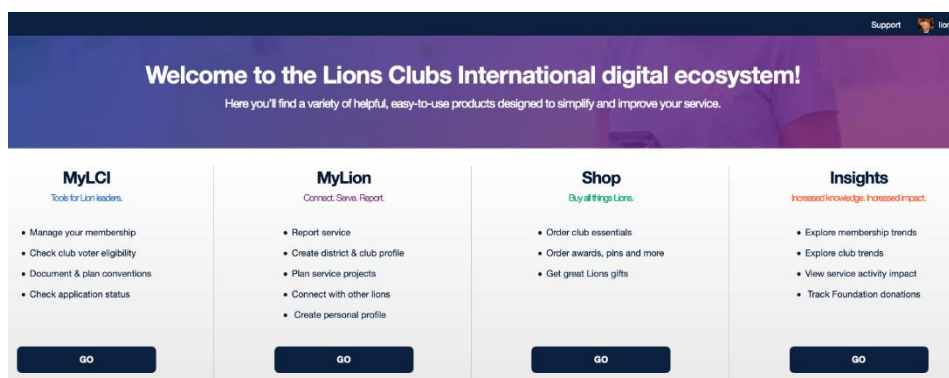 Support lion
Welcome to the Lions Clubs International digital ecosystem!
Here you'll find a variety of helpful, easy-to-use products designed to simplify and improve your service.
MyLCI
Tools for Lion leaders.
• Manage your membership
• Check club voter eligibility
• Document & plan conventions
• Check application status
GO
MyLion
Connect. Serve. Report.
• Report service
• Create district & club profile
• Plan service projects
• Connect with other lions
• Create personal profile
GO
Shop
Buy all things Lions.
• Order club essentials
• Order awards, pins and more
• Get great Lions gifts
GO
Insights
Increased knowledge. Increased impact.
• Explore membership trends
• Explore club trends
• View service activity impact
• Track Foundation donations
GO